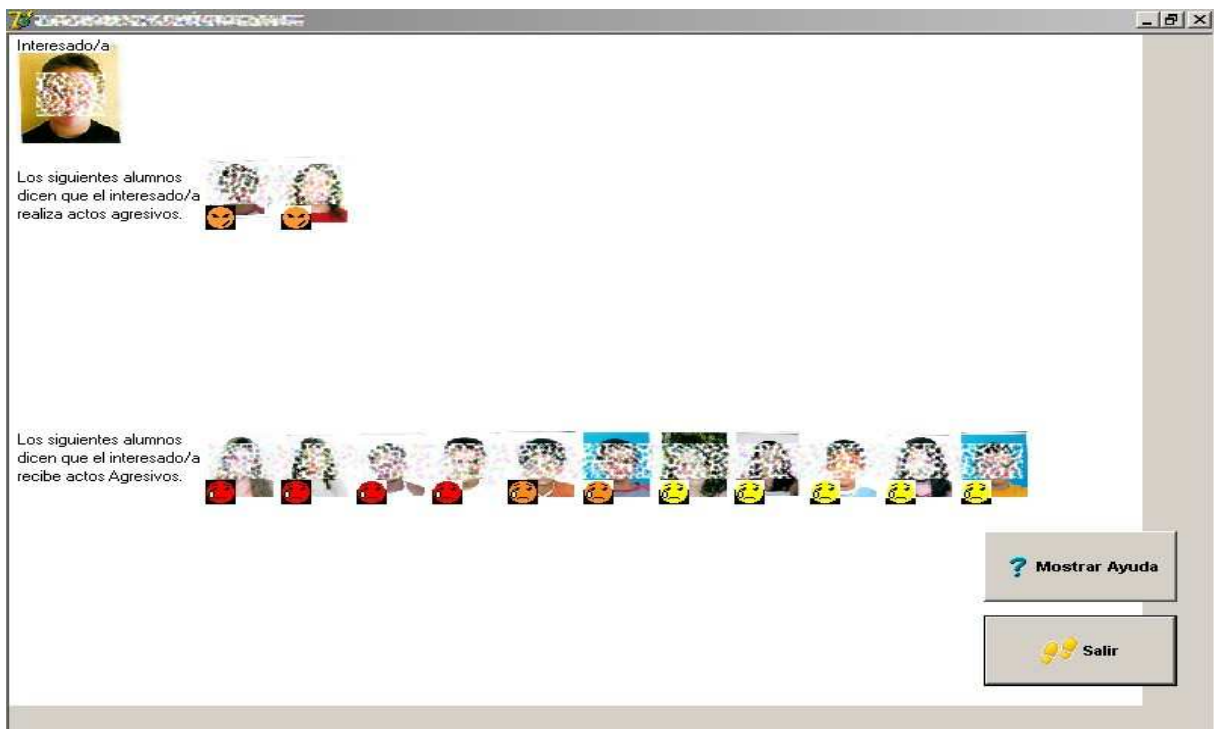 Interesado/a
Los siguientes alumnos
dicen que el interesado/a
realiza actos agresivos.
Los siguientes alumnos
dicen que el interesado/a
recibe actos Agresivos.
? Mostrar Ayuda
Salir